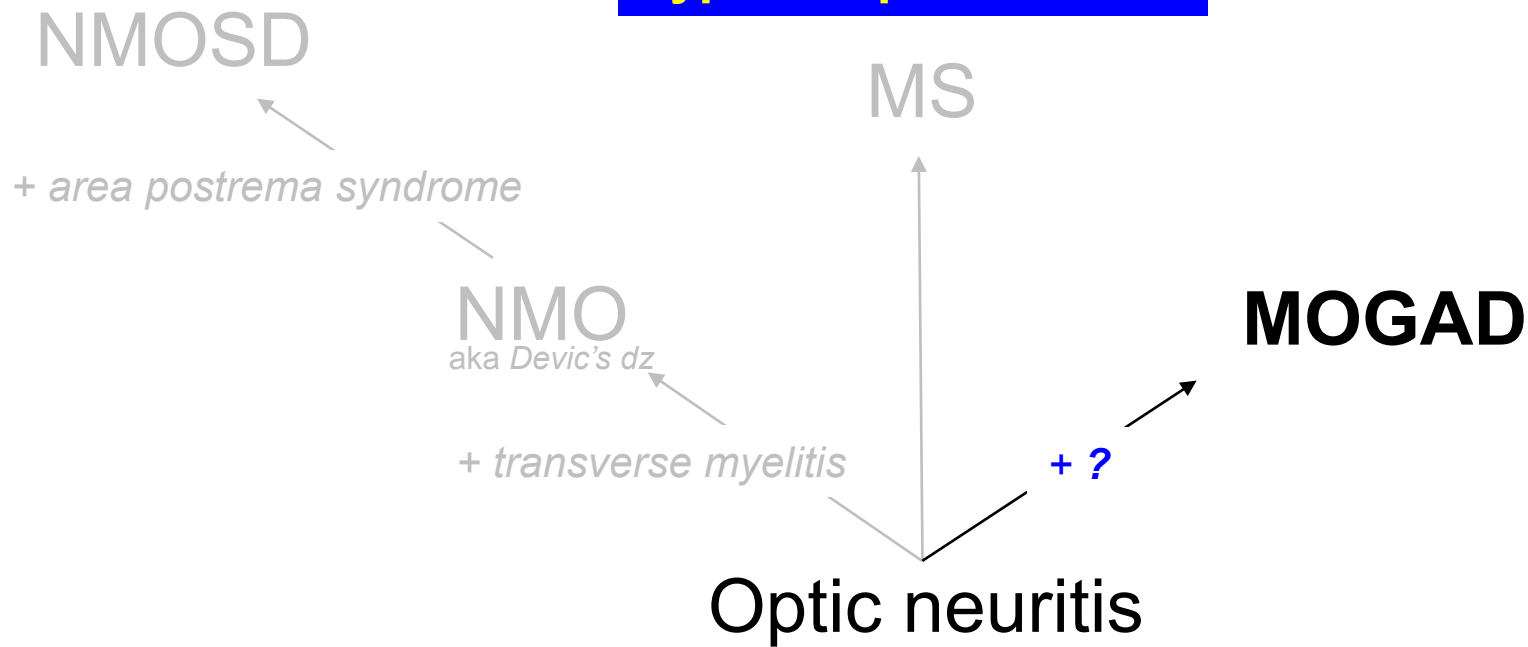 NMOSD
MS
+ area postrema syndrome
NMO
aka Devic's dz
MOGAD
+ transverse myelitis
+ ?
Optic neuritis